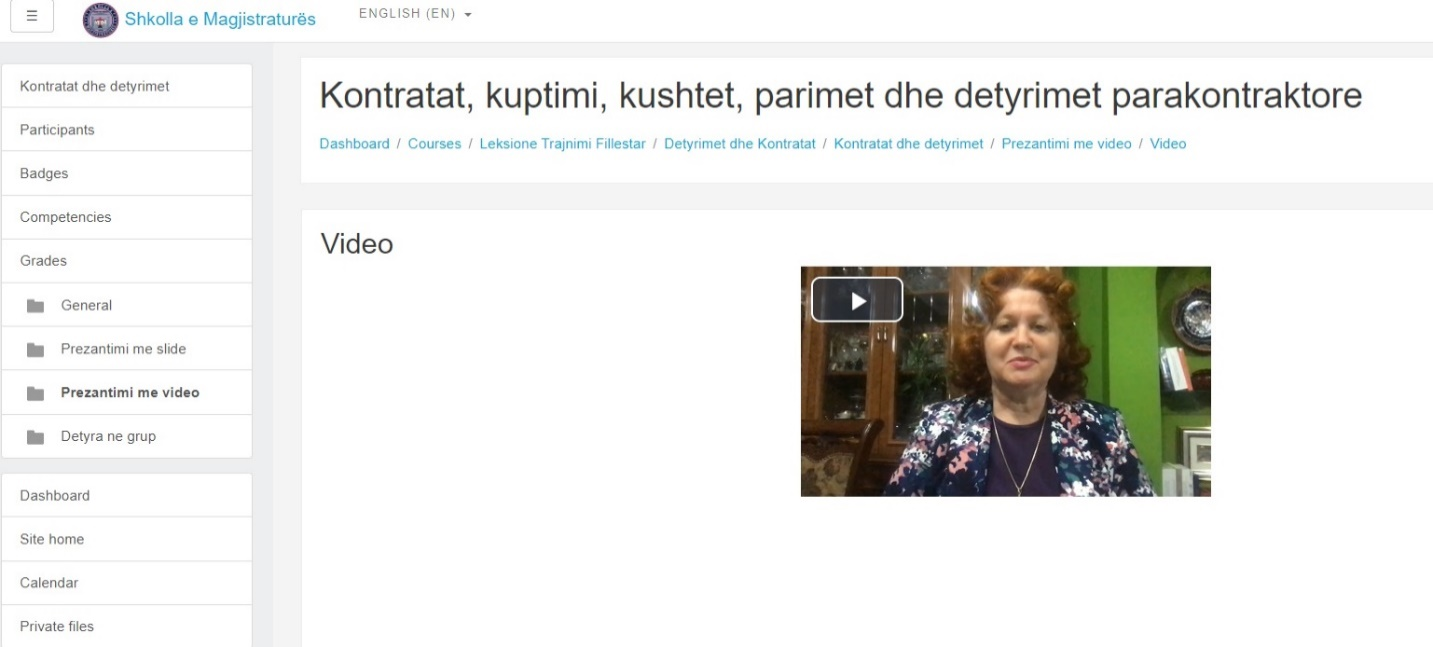 Shkolla e Magjistraturës
ENGLISH (EN)
Kontratat dhe detyrimet
Participants
Badges
Competencies
Grades
General
Prezantimi me slide
Prezantimi me video
Detyra ne grup
Dashboard
Site home
Calendar
Private files
Kontratat, kuptimi, kushtet, parimet dhe detyrimet parakontraktore
Dashboard / Courses / Leksione Trajnimi Fillestar / Detyrimet dhe Kontratat / Kontratat dhe detyrimet / Prezantimi me video / Video
Video